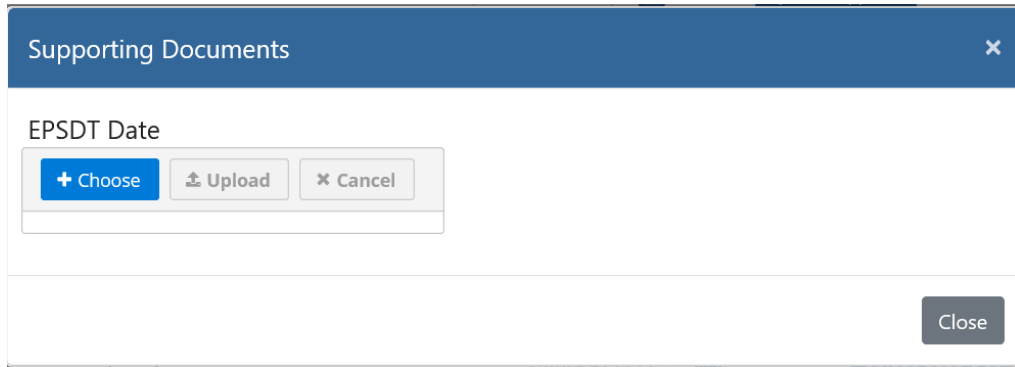 Supporting Documents ×
EPSDT Date
+ Choose Upload × Cancel
Close